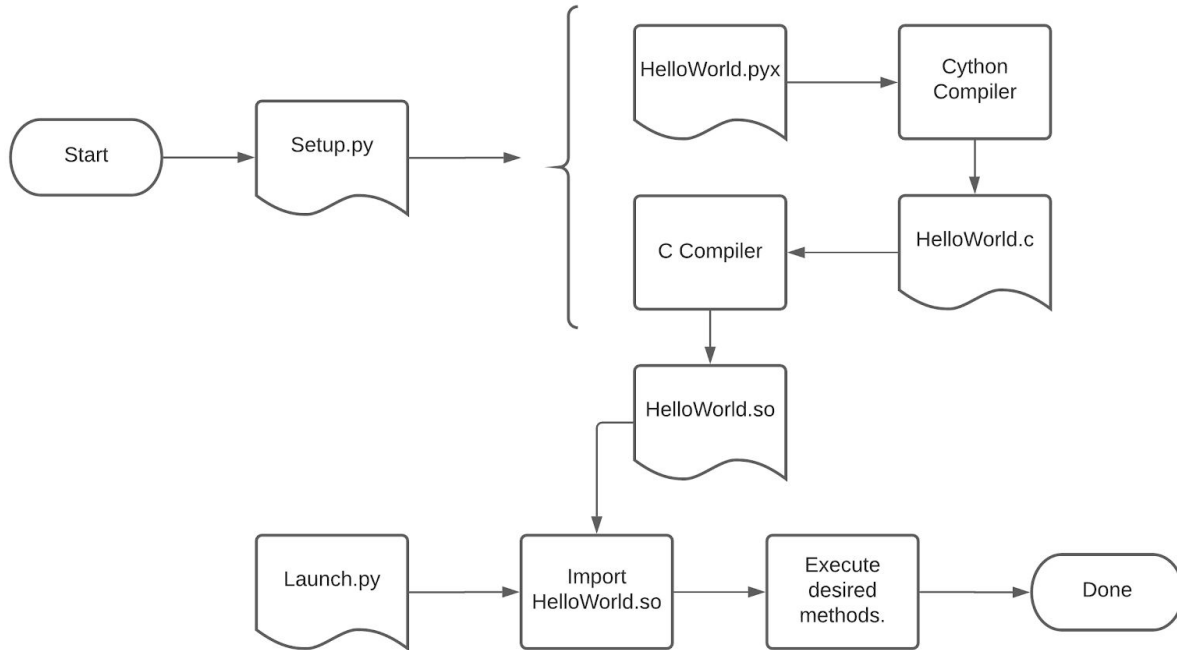 Start
Setup.py
HelloWorld.pyx
Cython
Compiler
HelloWorld.c
C Compiler
HelloWorld.so
Launch.py
Import
HelloWorld.so
Execute
desired
methods.
Done